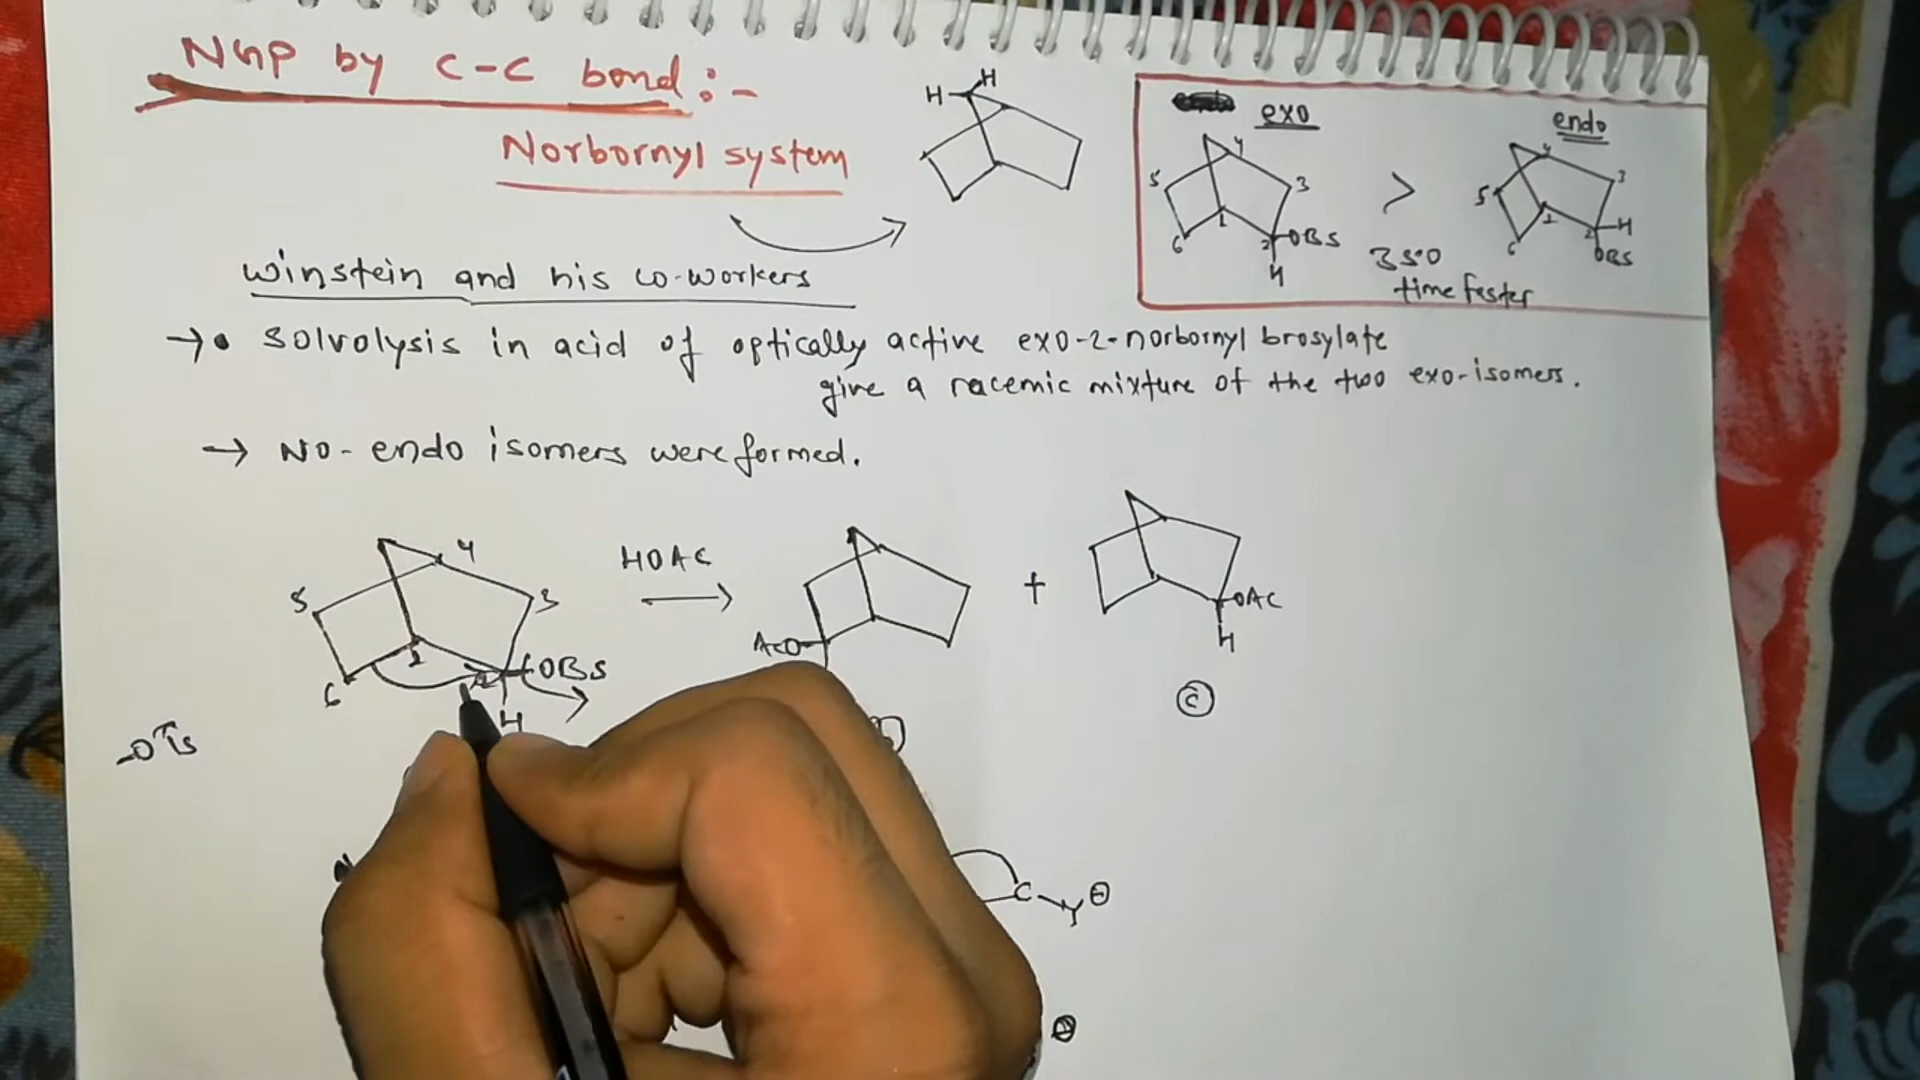 NGP by C-C bond:-
Norbornyl system
H
H
exo
4
5
3
6
1
2
OBS
H
>
350
time faster
endo
4
5
3
6
1
2
H
OBS
Winstein and his co-workers
→• solvolysis in acid of optically active exo-2-norbornyl brosylate
give a racemic mixture of the two exo-isomers.
→ No-endo isomers were formed.
4
5
3
6
1
2
OBS
H
HOAC
AcO
+
OAC
H
C
-OTs
C
Y⊖